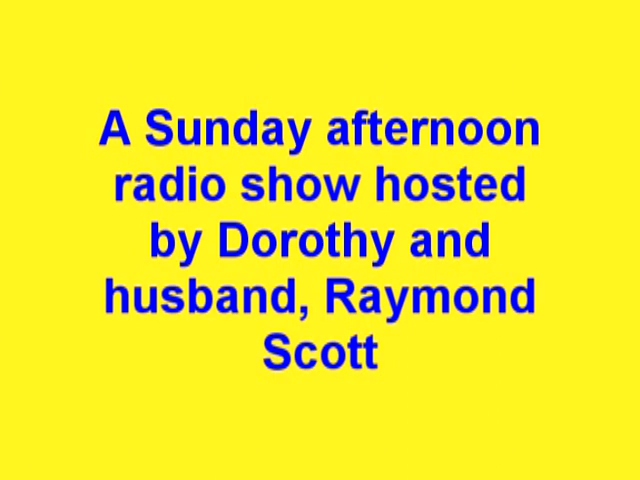 A Sunday afternoon
radio show hosted
by Dorothy and
husband, Raymond
Scott